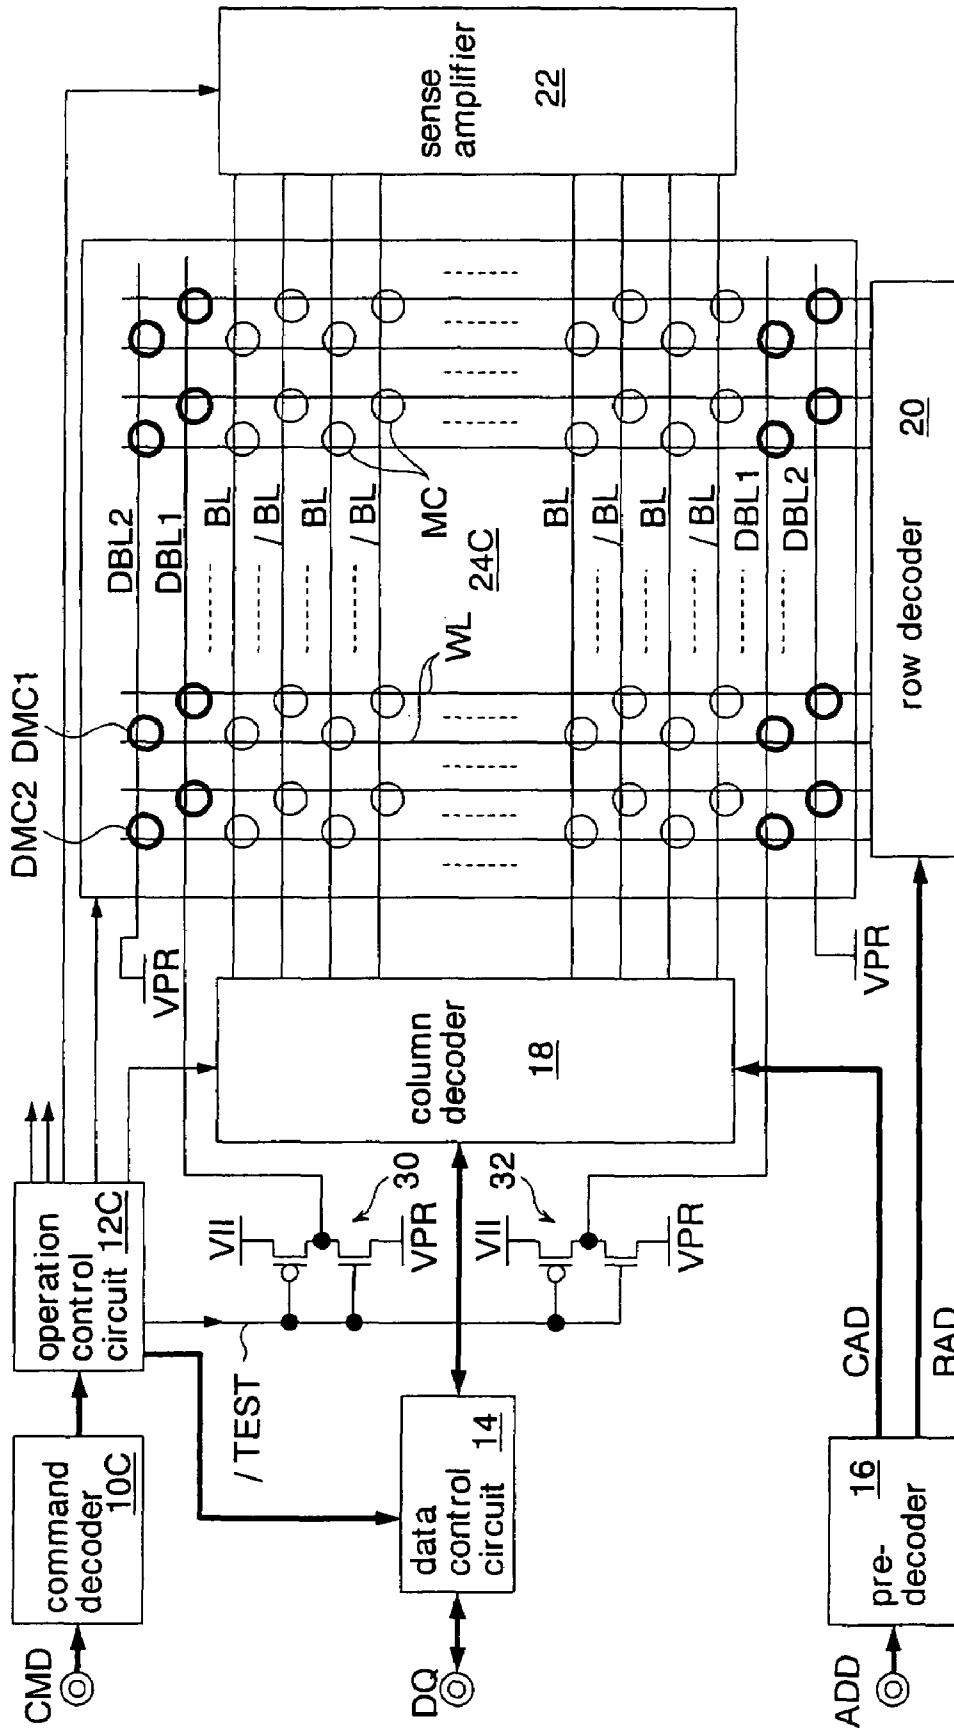 CMD
command
decoder
10C
operation
control
circuit 12C
DMC2 DMC1
DBL2
DBL1
BL
/BL
BL
/BL
MC
WL
24C
sense
amplifier
22
VPR
/TEST
VII
30
VPR
column
decoder
18
VII
32
VPR
DQ
data
control
circuit
14
BL
/BL
BL
/BL
DBL1
DBL2
VPR
ADD
pre-
decoder
16
CAD
RAD
row decoder
20